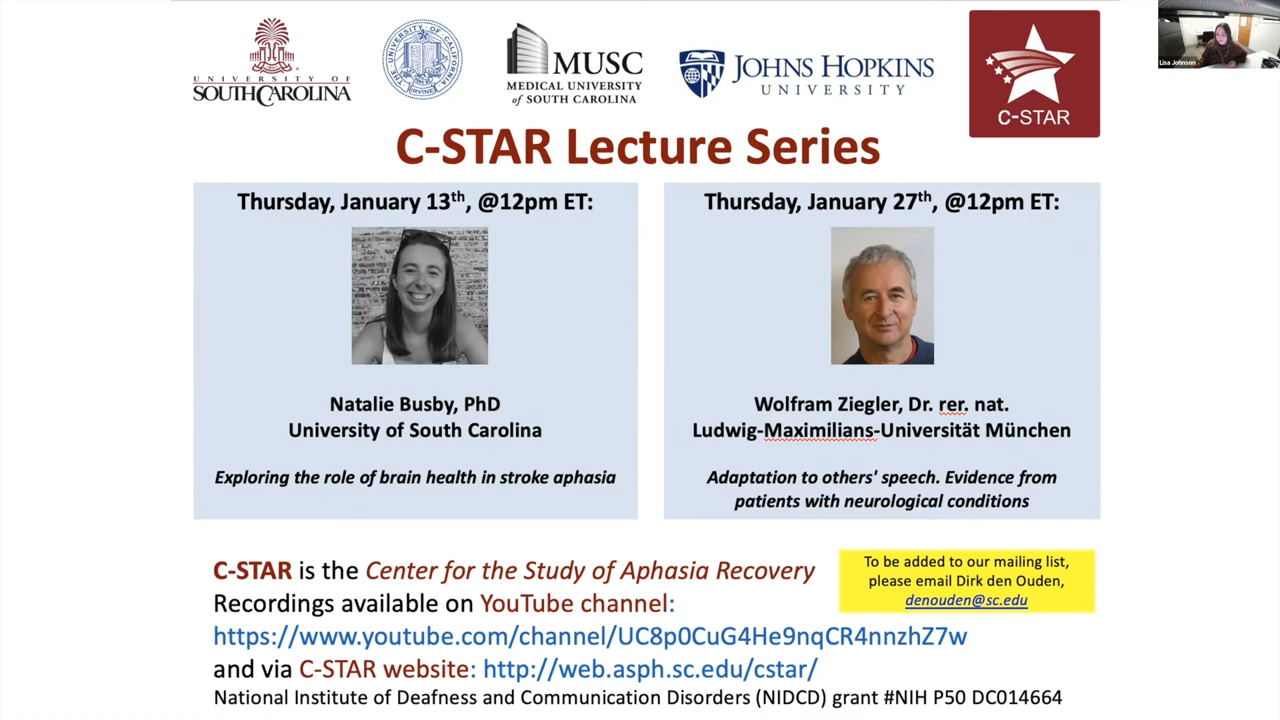 UNIVERSITY OF
SOUTH CAROLINA
MUSC
MEDICAL UNIVERSITY
of SOUTH CAROLINA
JOHNS HOPKINS
UNIVERSITY
C-STAR
Lisa Johnson
C-STAR Lecture Series
Thursday, January 13th, @12pm ET:
Natalie Busby, PhD
University of South Carolina
Exploring the role of brain health in stroke aphasia
Thursday, January 27th, @12pm ET:
Wolfram Ziegler, Dr. rer. nat.
Ludwig-Maximilians-Universität München
Adaptation to others' speech. Evidence from
patients with neurological conditions
C-STAR is the Center for the Study of Aphasia Recovery
Recordings available on YouTube channel:
https://www.youtube.com/channel/UC8p0CuG4He9nqCR4nnzhZ7w
and via C-STAR website: http://web.asph.sc.edu/cstar/
National Institute of Deafness and Communication Disorders (NIDCD) grant #NIH P50 DC014664
To be added to our mailing list,
please email Dirk den Ouden,
denouden@sc.edu